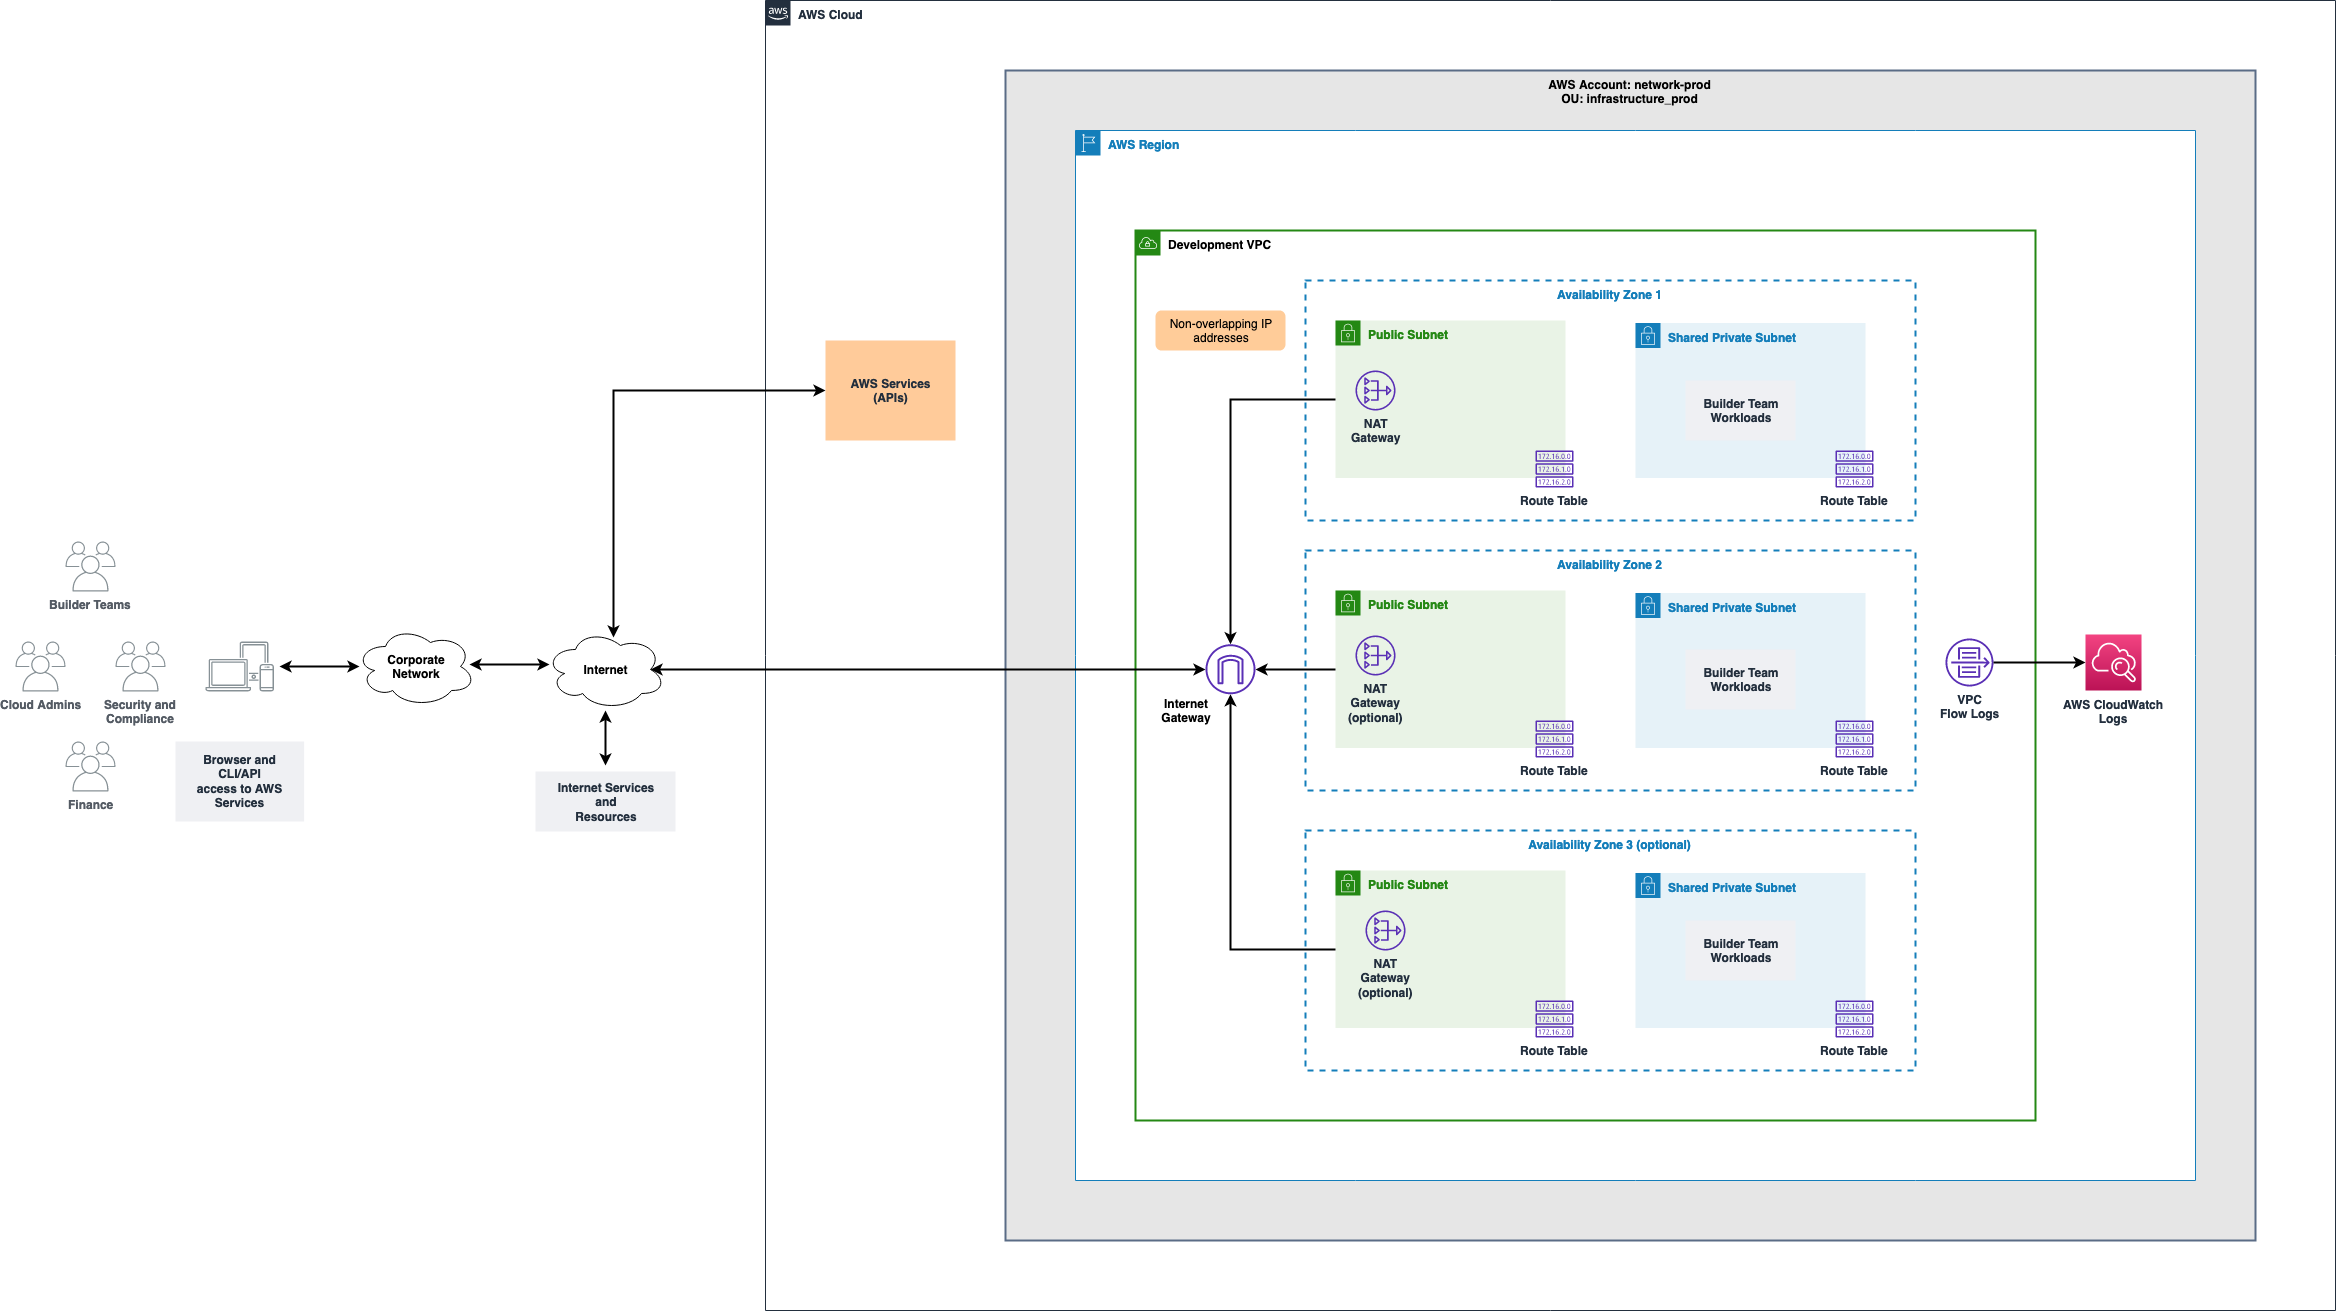 aws
AWS Cloud
AWS Account: network-prod
OU: infrastructure_prod
AWS Region
Development VPC
Non-overlapping IP
addresses
Availability Zone 1
Public Subnet
NAT
Gateway
172.16.0.0
172.16.1.0
172.16.2.0
Route Table
Shared Private Subnet
Builder Team
Workloads
172.16.0.0
172.16.1.0
172.16.2.0
Route Table
AWS Services
(APIs)
Builder Teams
Cloud Admins
Security and
Compliance
Finance
Browser and
CLI/API
access to AWS
Services
Corporate
Network
Internet
Internet Services
and
Resources
Internet
Gateway
Availability Zone 2
Public Subnet
NAT
Gateway
(optional)
172.16.0.0
172.16.1.0
172.16.2.0
Route Table
Shared Private Subnet
Builder Team
Workloads
172.16.0.0
172.16.1.0
172.16.2.0
Route Table
VPC
Flow Logs
AWS CloudWatch
Logs
Availability Zone 3 (optional)
Public Subnet
NAT
Gateway
(optional)
172.16.0.0
172.16.1.0
172.16.2.0
Route Table
Shared Private Subnet
Builder Team
Workloads
172.16.0.0
172.16.1.0
172.16.2.0
Route Table